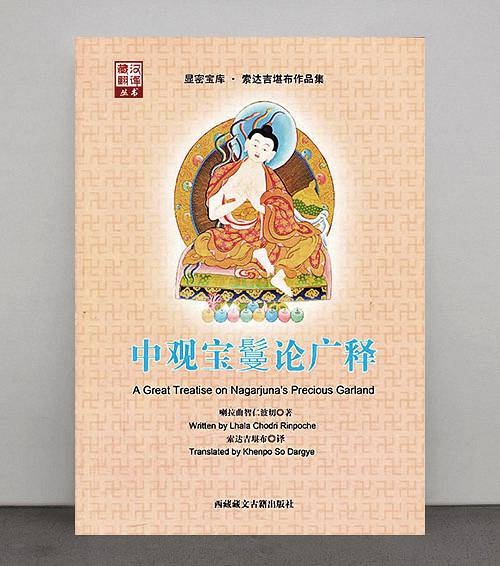 藏汉
翻译
丛书
显密宝库 · 索达吉堪布作品集
中观宝鬘论广释
A Great Treatise on Nagarjuna's Precious Garland
喇拉曲智仁波切◎著
Written by Lhala Chodri Rinpoche
索达吉堪布◎译
Translated by Khenpo So Dargye
西藏藏文古籍出版社